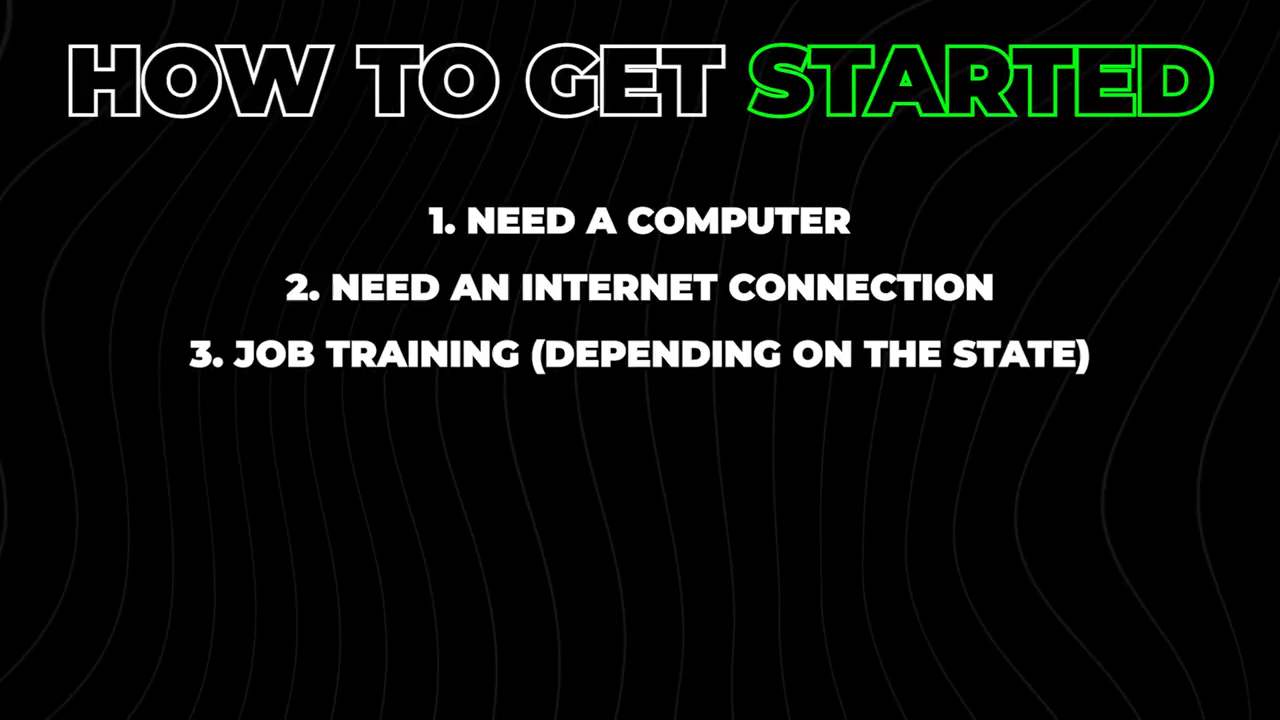 HOW TO GET STARTED
1. NEED A COMPUTER
2. NEED AN INTERNET CONNECTION
3. JOB TRAINING (DEPENDING ON THE STATE)